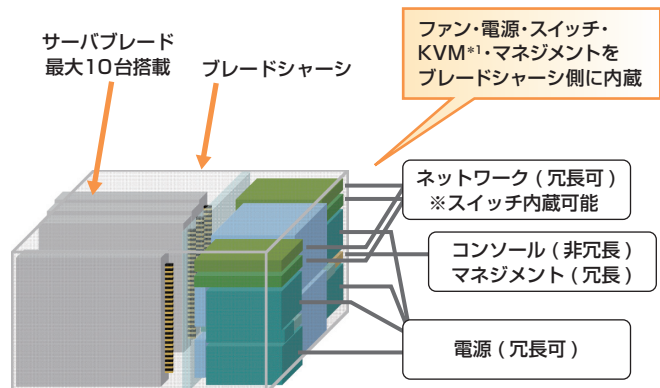 サーバブレード
最大10台搭載
ブレードシャーシ
ファン・電源・スイッチ・
KVM*1・マネジメントを
ブレードシャーシ側に内蔵
ネットワーク ( 冗長可 )
※スイッチ内蔵可能
コンソール ( 非冗長 )
マネジメント ( 冗長 )
電源 ( 冗長可 )